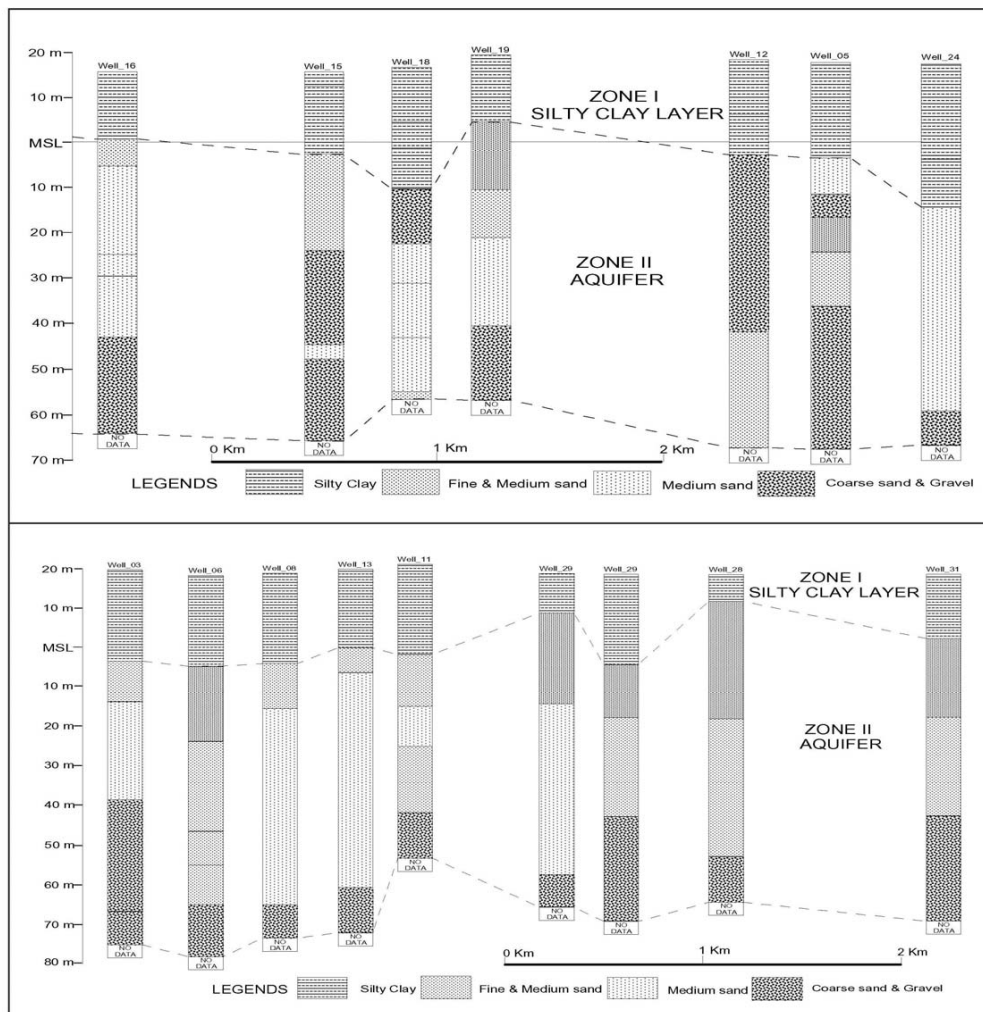 20 m
10 m
MSL
10 m
20 m
30 m
40 m
50 m
60 m
70 m
Well_16
Well_15
Well_18
Well_19
Well_12
Well_05
Well_24
ZONE I
SILTY CLAY LAYER
ZONE II
AQUIFER
NO
DATA
NO
DATA
NO
DATA
NO
DATA
NO
DATA
NO
DATA
NO
DATA
0 Km
1 Km
2 Km
LEGENDS
Silty Clay
Fine & Medium sand
Medium sand
Coarse sand & Gravel
20 m
10 m
MSL
10 m
20 m
30 m
40 m
50 m
60 m
70 m
80 m
Well_03
Well_06
Well_08
Well_13
Well_11
Well_29
Well_29
Well_28
Well_31
ZONE I
SILTY CLAY LAYER
ZONE II
AQUIFER
NO
DATA
NO
DATA
NO
DATA
NO
DATA
NO
DATA
NO
DATA
NO
DATA
NO
DATA
NO
DATA
0 Km
1 Km
2 Km
LEGENDS
Silty Clay
Fine & Medium sand
Medium sand
Coarse sand & Gravel